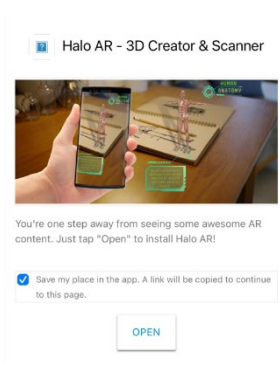 Halo AR - 3D Creator & Scanner
HUMAN
ANATOMY
You're one step away from seeing some awesome AR
content. Just tap "Open" to install Halo AR!
Save my place in the app. A link will be copied to continue
to this page.
OPEN